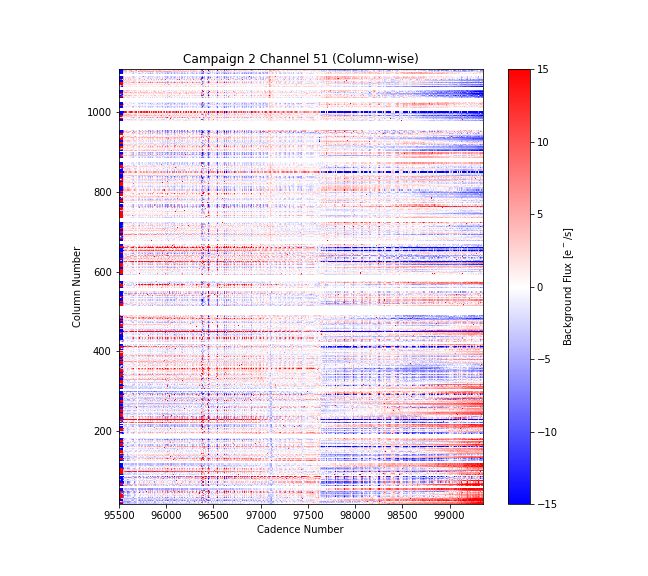 Campaign 2 Channel 51 (Column-wise)
Column Number
1000
800
600
400
200
95500 96000 96500 97000 97500 98000 98500 99000
Cadence Number
15
10
5
0
−5
−10
−15
Background Flux [e⁻/s]